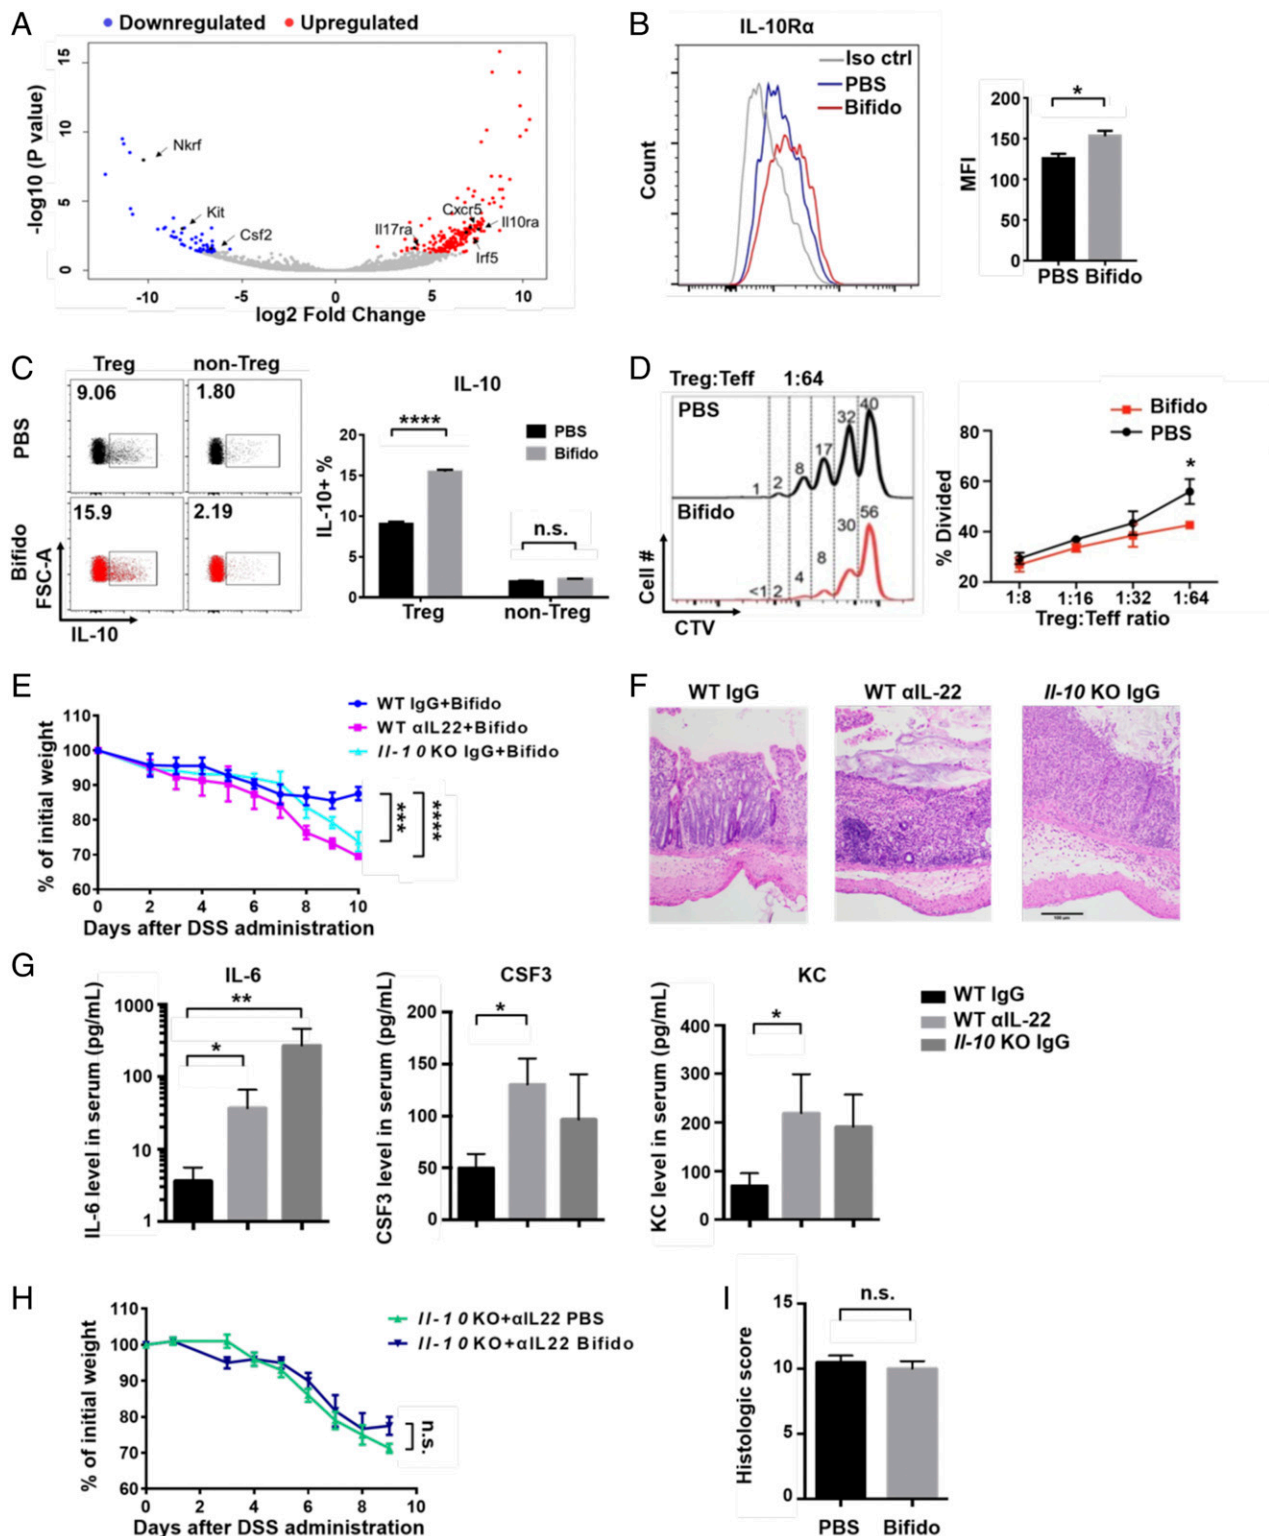 A
Downregulated Upregulated
-log10 (P value)
15
10
5
0
Nkrf
Kit
Csf2
Il17ra
Cxcr5
Il10ra
Irf5
-10 -5 0 5 10
log2 Fold Change
B
IL-10Rα
Iso ctrl
PBS
Bifido
Count
MFI
200
150
100
50
0
*
PBS Bifido
C
Treg non-Treg
PBS
9.06 1.80
Bifido
15.9 2.19
FSC-A
IL-10
IL-10
IL-10+ %
20
15
10
5
0
****
n.s.
PBS
Bifido
Treg non-Treg
D
Treg:Teff 1:64
PBS
1 2 8 17 32 40
Bifido
<1 2 4 8 30 56
Cell #
CTV
Bifido
PBS
% Divided
80
60
40
20
*
1:8 1:16 1:32 1:64
Treg:Teff ratio
E
WT IgG+Bifido
WT αIL22+Bifido
Il-10 KO IgG+Bifido
% of initial weight
110
100
90
80
70
60
***
****
0 2 4 6 8 10
Days after DSS administration
F
WT IgG WT αIL-22 Il-10 KO IgG
G
IL-6
IL-6 level in serum (pg/mL)
1000
100
10
1
**
*
CSF3
CSF3 level in serum (pg/mL)
200
150
100
50
0
*
KC
KC level in serum (pg/mL)
400
300
200
100
0
*
WT IgG
WT αIL-22
Il-10 KO IgG
H
Il-10 KO+αIL22 PBS
Il-10 KO+αIL22 Bifido
% of initial weight
110
100
90
80
70
60
n.s.
0 2 4 6 8 10
Days after DSS administration
I
Histologic score
15
10
5
0
n.s.
PBS Bifido